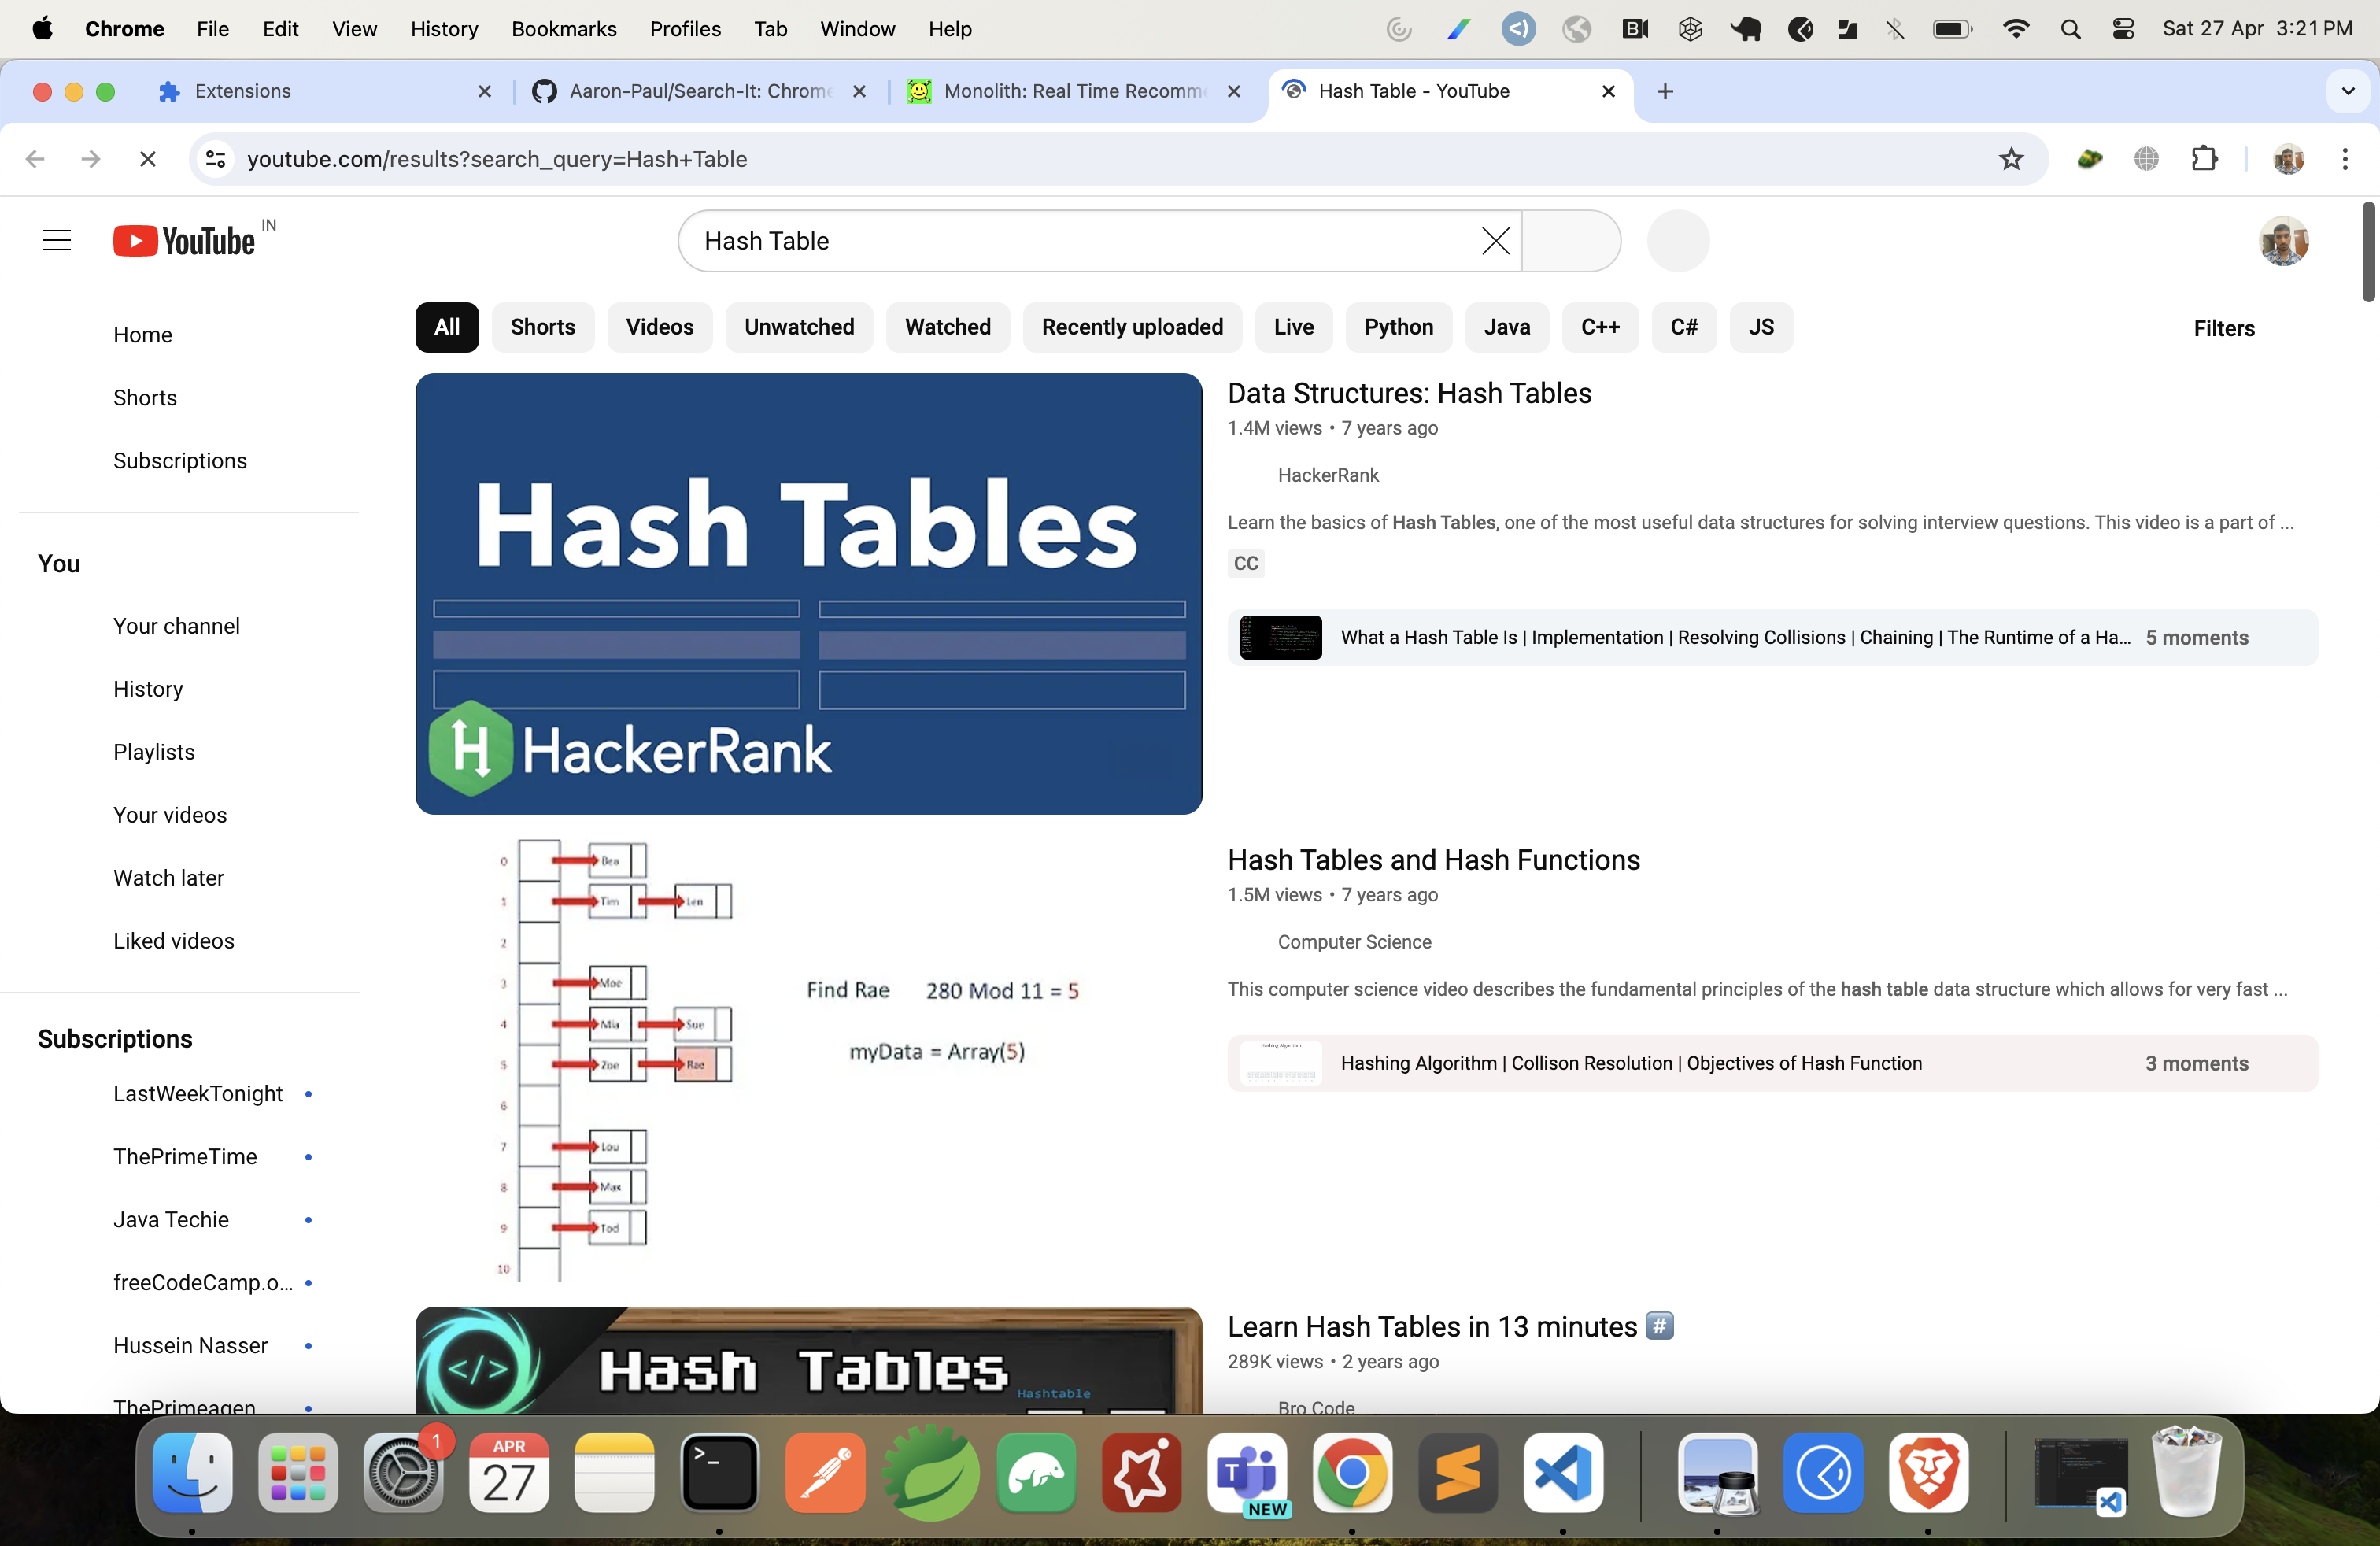 Chrome File Edit View History Bookmarks Profiles Tab Window Help Sat 27 Apr 3:21 PM
Extensions Aaron-Paul/Search-It: Chrome Monolith: Real Time Recomme Hash Table - YouTube
youtube.com/results?search_query=Hash+Table
YouTube IN
Hash Table
All Shorts Videos Unwatched Watched Recently uploaded Live Python Java C++ C# JS Filters
Home
Shorts
Subscriptions
You
Your channel
History
Playlists
Your videos
Watch later
Liked videos
Subscriptions
LastWeekTonight
ThePrimeTime
Java Techie
freeCodeCamp.o...
Hussein Nasser
ThePrimeagen
Hash Tables
HackerRank
Data Structures: Hash Tables
1.4M views • 7 years ago
HackerRank
Learn the basics of Hash Tables, one of the most useful data structures for solving interview questions. This video is a part of ...
CC
What a Hash Table Is | Implementation | Resolving Collisions | Chaining | The Runtime of a Ha... 5 moments
0 Bea
1 Tim Len
2
3 Moe
4 Mia Sue
5 Zoe Rae
6
7 Lou
8 Max
9 Tod
10
Find Rae 280 Mod 11 = 5
myData = Array(5)
Hash Tables and Hash Functions
1.5M views • 7 years ago
Computer Science
This computer science video describes the fundamental principles of the hash table data structure which allows for very fast ...
Hashing Algorithm
Hashing Algorithm | Collison Resolution | Objectives of Hash Function 3 moments
</>
Hash Tables
Hashtable
Learn Hash Tables in 13 minutes #️⃣
289K views • 2 years ago
Bro Code
1
APR
27
>_
T
NEW